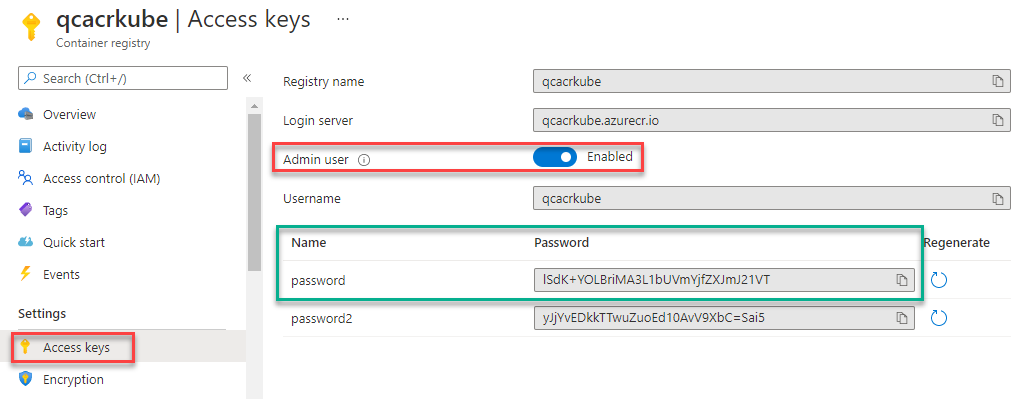 qcacrkube | Access keys ...
Container registry
Search (Ctrl+/)
«
Overview
Activity log
Access control (IAM)
Tags
Quick start
Events
Settings
Access keys
Encryption
Registry name
qcacrkube
Login server
qcacrkube.azurecr.io
Admin user
Enabled
Username
qcacrkube
Name Password Regenerate
password lSdK+YOLBriMA3L1bUVmYjfZXJmJ21VT
password2 yJjYvEDkkTTwuZuoEd10AvV9XbC=Sai5